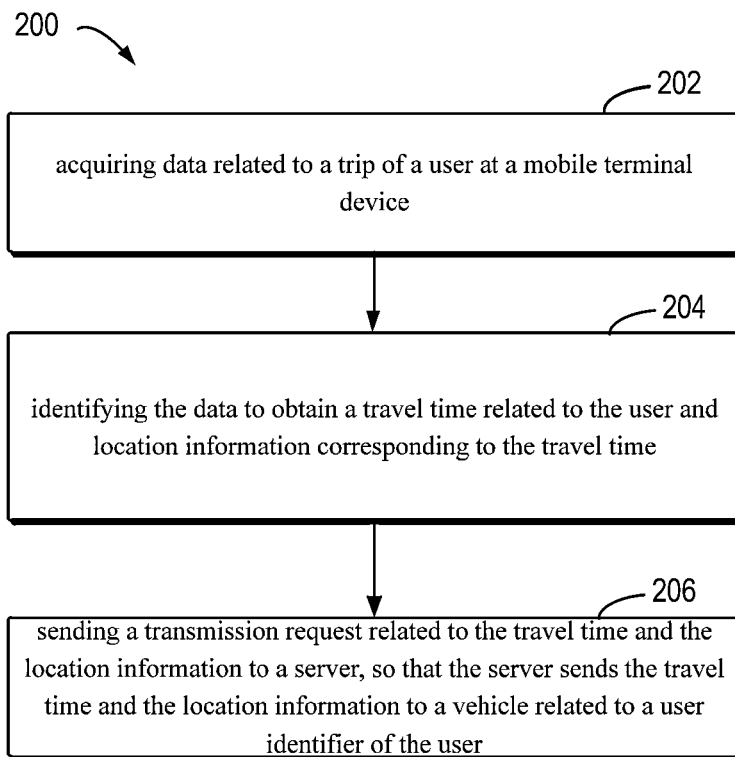 200
202
acquiring data related to a trip of a user at a mobile terminal
device
204
identifying the data to obtain a travel time related to the user and
location information corresponding to the travel time
206
sending a transmission request related to the travel time and the
location information to a server, so that the server sends the travel
time and the location information to a vehicle related to a user
identifier of the user